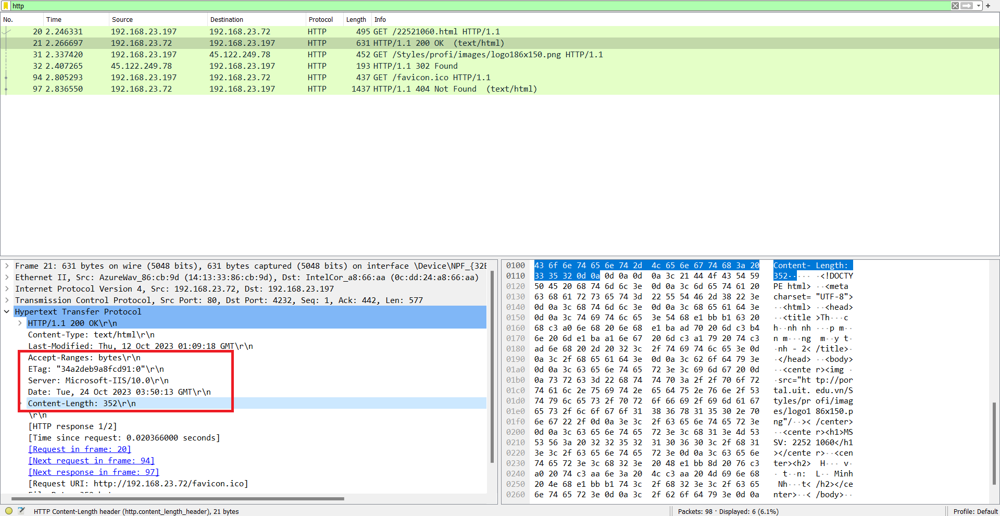 http
No. Time Source Destination Protocol Length Info
20 2.246331 192.168.23.197 192.168.23.72 HTTP 495 GET /22521060.html HTTP/1.1
21 2.266697 192.168.23.72 192.168.23.197 HTTP 631 HTTP/1.1 200 OK  (text/html)
31 2.337420 192.168.23.197 45.122.249.78 HTTP 452 GET /Styles/profi/images/logo186x150.png HTTP/1.1
32 2.407265 45.122.249.78 192.168.23.197 HTTP 193 HTTP/1.1 302 Found
94 2.805293 192.168.23.197 192.168.23.72 HTTP 437 GET /favicon.ico HTTP/1.1
97 2.836550 192.168.23.72 192.168.23.197 HTTP 1437 HTTP/1.1 404 Not Found  (text/html)
Frame 21: 631 bytes on wire (5048 bits), 631 bytes captured (5048 bits) on interface \Device\NPF_{32E
Ethernet II, Src: AzureWav_86:cb:9d (14:13:33:86:cb:9d), Dst: IntelCor_a8:66:aa (0c:dd:24:a8:66:aa)
Internet Protocol Version 4, Src: 192.168.23.72, Dst: 192.168.23.197
Transmission Control Protocol, Src Port: 80, Dst Port: 4232, Seq: 1, Ack: 442, Len: 577
Hypertext Transfer Protocol
HTTP/1.1 200 OK\r\n
Content-Type: text/html\r\n
Last-Modified: Thu, 12 Oct 2023 01:09:18 GMT\r\n
Accept-Ranges: bytes\r\n
ETag: "34a2deb9a8fcd91:0"\r\n
Server: Microsoft-IIS/10.0\r\n
Date: Tue, 24 Oct 2023 03:50:13 GMT\r\n
Content-Length: 352\r\n
\r\n
[HTTP response 1/2]
[Time since request: 0.020366000 seconds]
[Request in frame: 20]
[Next request in frame: 94]
[Next response in frame: 97]
[Request URI: http://192.168.23.72/favicon.ico]
0100 43 6f 6e 74 65 6e 74 2d 4c 65 6e 67 74 68 3a 20 Content- Length:
0110 33 35 32 0d 0a 0d 0a 0d 0a 3c 21 44 4f 43 54 59 352····· ·<!DOCTY
0120 50 45 20 68 74 6d 6c 3e 0d 0a 3c 6d 65 74 61 20 PE html> ··<meta
0130 63 68 61 72 73 65 74 3d 22 55 54 46 2d 38 22 3e charset= "UTF-8">
0140 0d 0a 3c 68 74 6d 6c 3e 0d 0a 3c 68 65 61 64 3e ··<html> ··<head>
0150 0d 0a 3c 74 69 74 6c 65 3e 54 68 e1 bb b1 63 20 ··<title >Th···c
0160 68 c3 a0 6e 68 20 6e 68 e1 ba ad 70 20 6d c3 b4 h··nh nh ···p m··
0170 6e 20 6d e1 ba a1 6e 67 20 6d c3 a1 79 20 74 c3 n m···ng m··y t·
0180 ad 6e 68 20 2d 20 32 3c 2f 74 69 74 6c 65 3e 0d ·nh - 2< /title>·
0190 0a 3c 2f 68 65 61 64 3e 0d 0a 3c 62 6f 64 79 3e ·</head> ··<body>
01a0 0d 0a 3c 63 65 6e 74 65 72 3e 3c 69 6d 67 20 0d ··<cente r><img ·
01b0 0a 73 72 63 3d 22 68 74 74 70 3a 2f 2f 70 6f 72 ·src="ht tp://por
01c0 74 61 6c 2e 75 69 74 2e 65 64 75 2e 76 6e 2f 53 tal.uit. edu.vn/S
01d0 74 79 6c 65 73 2f 70 72 6f 66 69 2f 69 6d 61 67 tyles/pr ofi/imag
01e0 65 73 2f 6c 6f 67 6f 31 38 36 78 31 35 30 2e 70 es/logo1 86x150.p
01f0 6e 67 22 2f 0d 0a 3e 3c 2f 63 65 6e 74 65 72 3e ng"/··>< /center>
0200 0d 0a 3c 63 65 6e 74 65 72 3e 3c 68 31 3e 4d 53 ··<cente r><h1>MS
0210 53 56 3a 20 32 32 35 32 31 30 36 30 3c 2f 68 31 SV: 2252 1060</h1
0220 3e 3c 2f 63 65 6e 74 65 72 3e 0d 0a 3c 63 65 6e ></cente r>··<cen
0230 74 65 72 3e 3c 68 32 3e 20 48 e1 bb 8d 20 76 c3 ter><h2> H··· v·
0240 a0 20 74 c3 aa 6e 3a 20 4c c3 aa 20 4d 69 6e 68 · t··n: L·· Minh
0250 20 4e 68 e1 bb b1 74 3c 2f 68 32 3e 3c 2f 63 65 Nh···t< /h2></ce
0260 6e 74 65 72 3e 0d 0a 3c 2f 62 6f 64 79 3e 0d 0a nter>··< /body>··
HTTP Content-Length header (http.content_length_header), 21 bytes
Packets: 98 · Displayed: 6 (6.1%)
Profile: Default